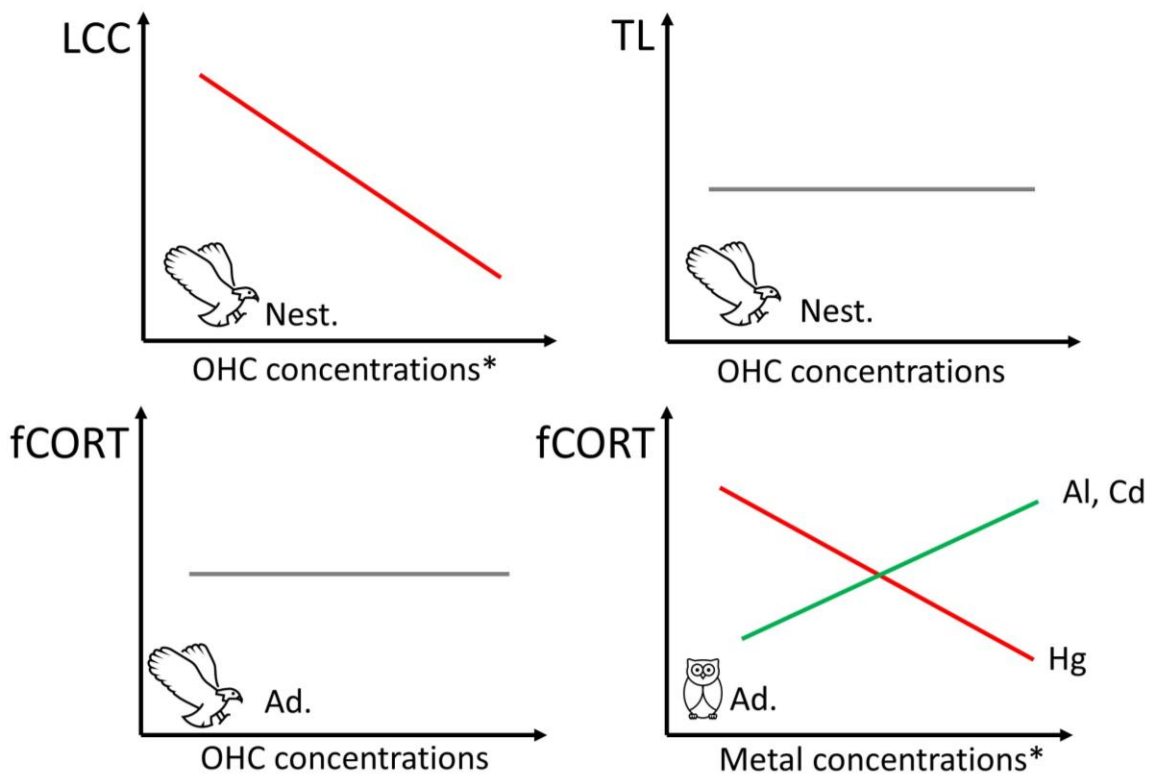 LCC
Nest.
OHC concentrations*
TL
Nest.
OHC concentrations
fCORT
Ad.
OHC concentrations
fCORT
Al, Cd
Hg
Ad.
Metal concentrations*